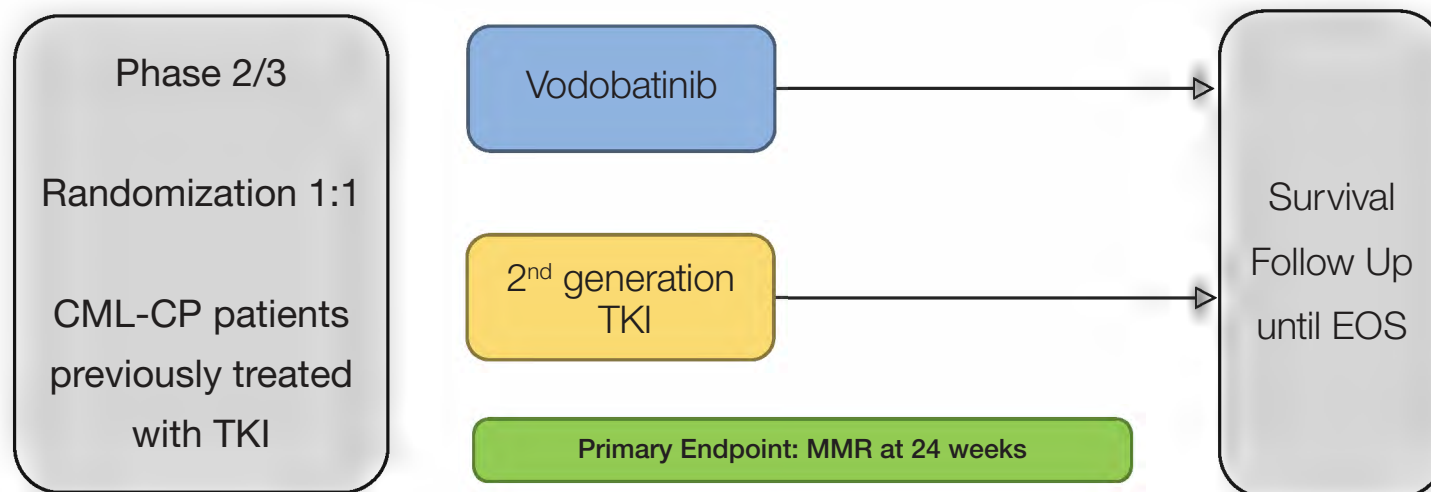 Phase 2/3
Randomization 1:1
CML-CP patients
previously treated
with TKI
Vodobatinib
2nd generation
TKI
Primary Endpoint: MMR at 24 weeks
Survival
Follow Up
until EOS